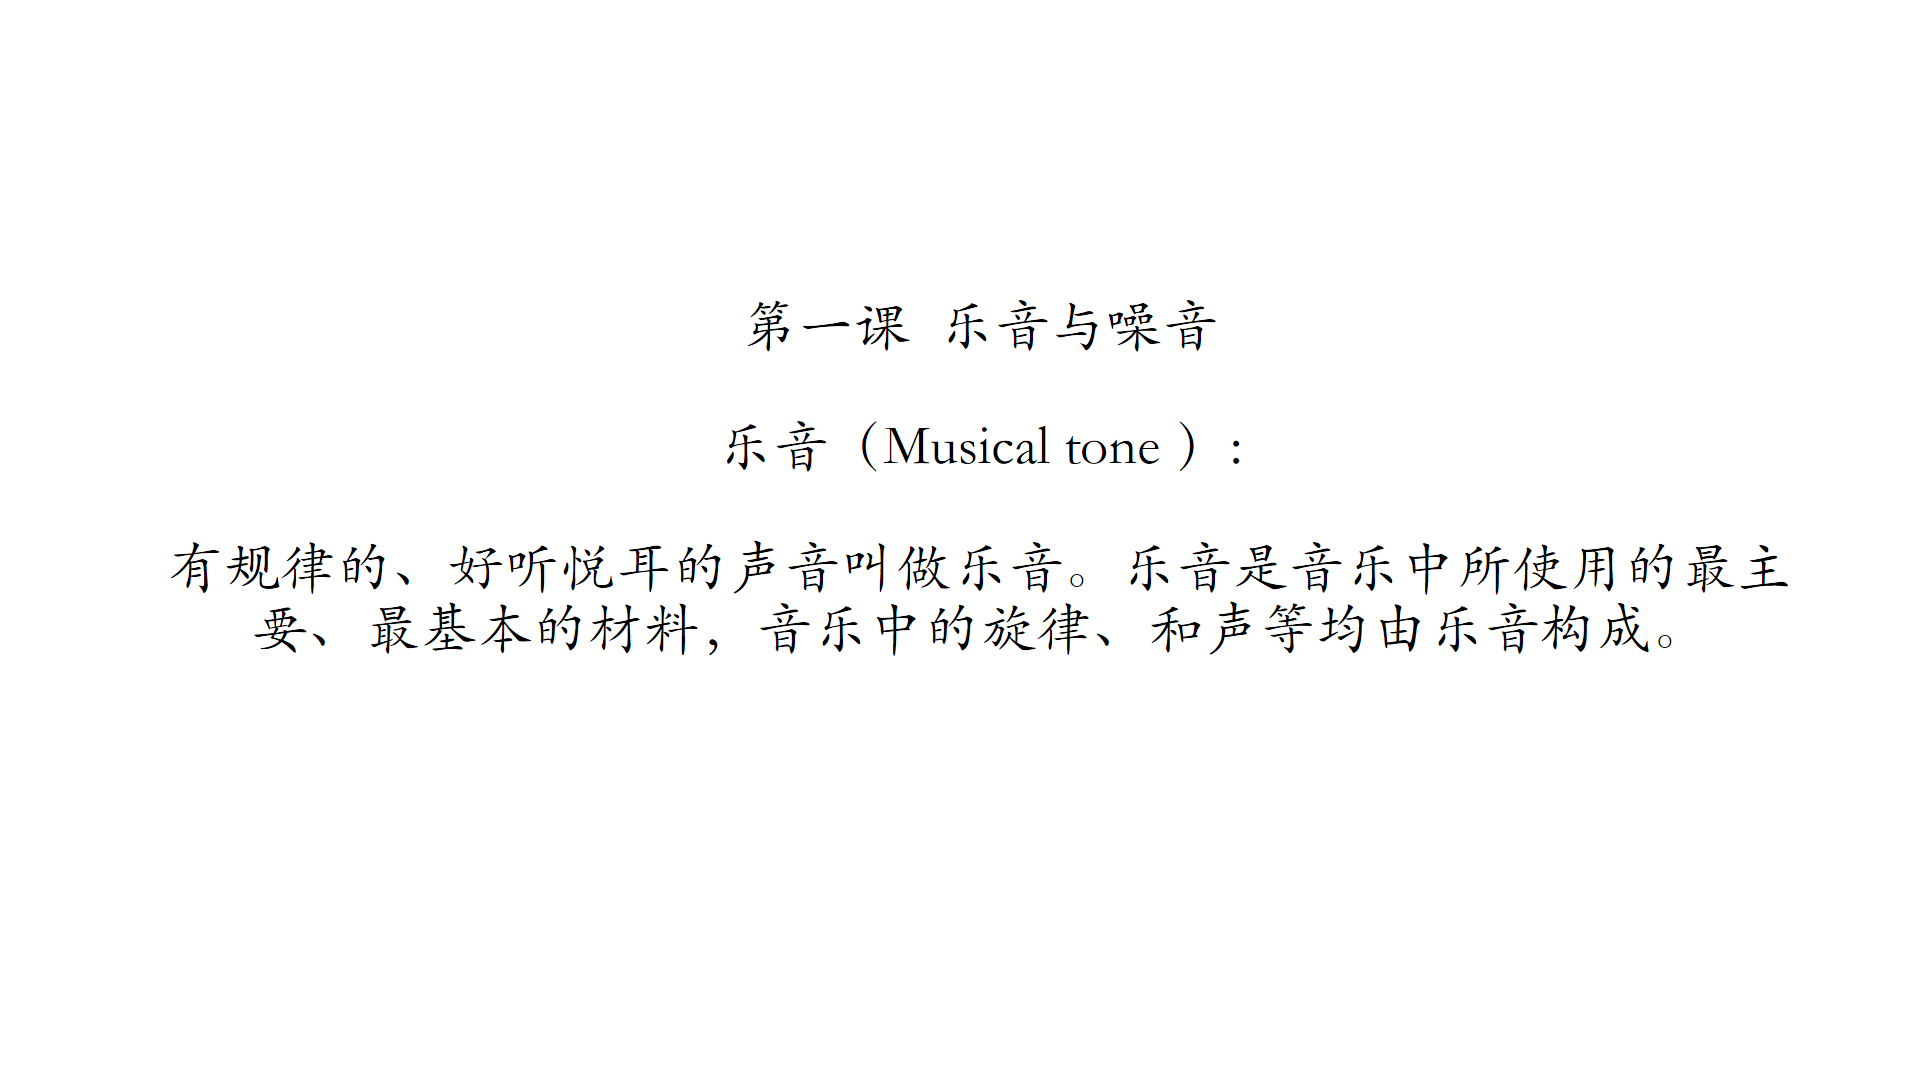 第一课 乐音与噪音
乐音（Musical tone ）:
有规律的、好听悦耳的声音叫做乐音。乐音是音乐中所使用的最主
要、最基本的材料，音乐中的旋律、和声等均由乐音构成。